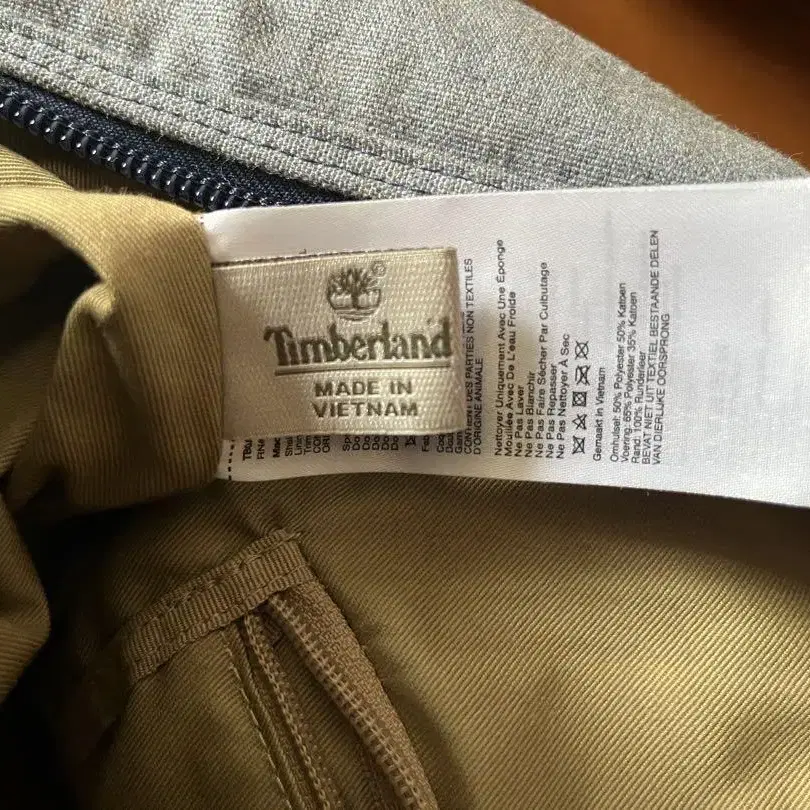 Timberland
MADE IN
VIETNAM
RN
CONTIENT DES PARTIES NON TEXTILES
D'ORIGINE ANIMALE
Nettoyer Uniquement Avec Une Éponge
Mouillée Avec De L'eau Froide
Ne Pas Laver
Ne Pas Blanchir
Ne Pas Faire Sécher Par Culbutage
Ne Pas Repasser
Ne Pas Nettoyer À Sec
Gemaakt in Vietnam
Omhulsel: 50% Polyester 50% Katoen
Voering: 65% Polyester 35% Katoen
Rand: 100% Runderleer
BEVAT NIET UIT TEXTIEL BESTAANDE DELEN
VAN DIERLIJKE OORSPRONG